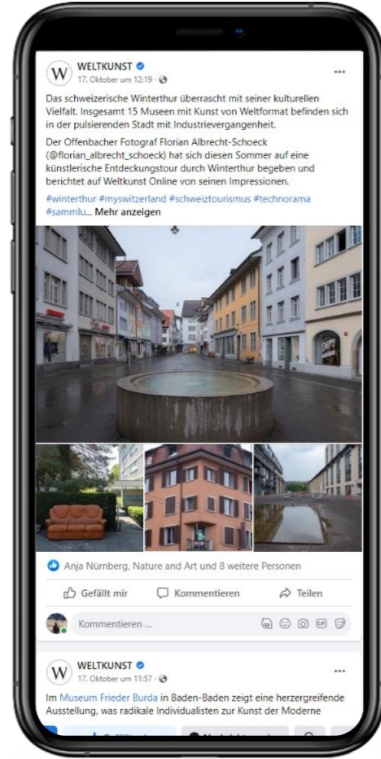 WELTKUNST
17. Oktober um 12:19 ·
Das schweizerische Winterthur überrascht mit seiner kulturellen
Vielfalt. Insgesamt 15 Museen mit Kunst von Weltformat befinden sich
in der pulsierenden Stadt mit Industrievergangenheit.
Der Offenbacher Fotograf Florian Albrecht-Schoeck
(@florian_albrecht_schoeck) hat sich diesen Sommer auf eine
künstlerische Entdeckungstour durch Winterthur begeben und
berichtet auf Weltkunst Online von seinen Impressionen.
#winterthur #myswitzerland #schweiztourismus #technorama
#sammlu... Mehr anzeigen
Anja Nürnberg, Nature and Art und 8 weitere Personen
Gefällt mir
Kommentieren
Teilen
Kommentieren ...
GIF
WELTKUNST
17. Oktober um 11:57 ·
Im Museum Frieder Burda in Baden-Baden zeigt eine herzergreifende
Ausstellung, was radikale Individualisten zur Kunst der Moderne